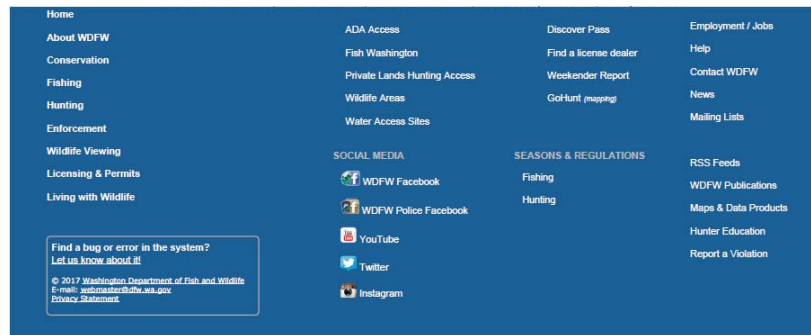 Home
About WDFW
Conservation
Fishing
Hunting
Enforcement
Wildlife Viewing
Licensing & Permits
Living with Wildlife
Find a bug or error in the system?
Let us know about it!
© 2017 Washington Department of Fish and Wildlife
E-mail: webmaster@dfw.wa.gov
Privacy Statement
ADA Access
Fish Washington
Private Lands Hunting Access
Wildlife Areas
Water Access Sites
SOCIAL MEDIA
WDFW Facebook
WDFW Police Facebook
YouTube
Twitter
Instagram
Discover Pass
Find a license dealer
Weekender Report
GoHunt (mapping)
SEASONS & REGULATIONS
Fishing
Hunting
Employment / Jobs
Help
Contact WDFW
News
Mailing Lists
RSS Feeds
WDFW Publications
Maps & Data Products
Hunter Education
Report a Violation